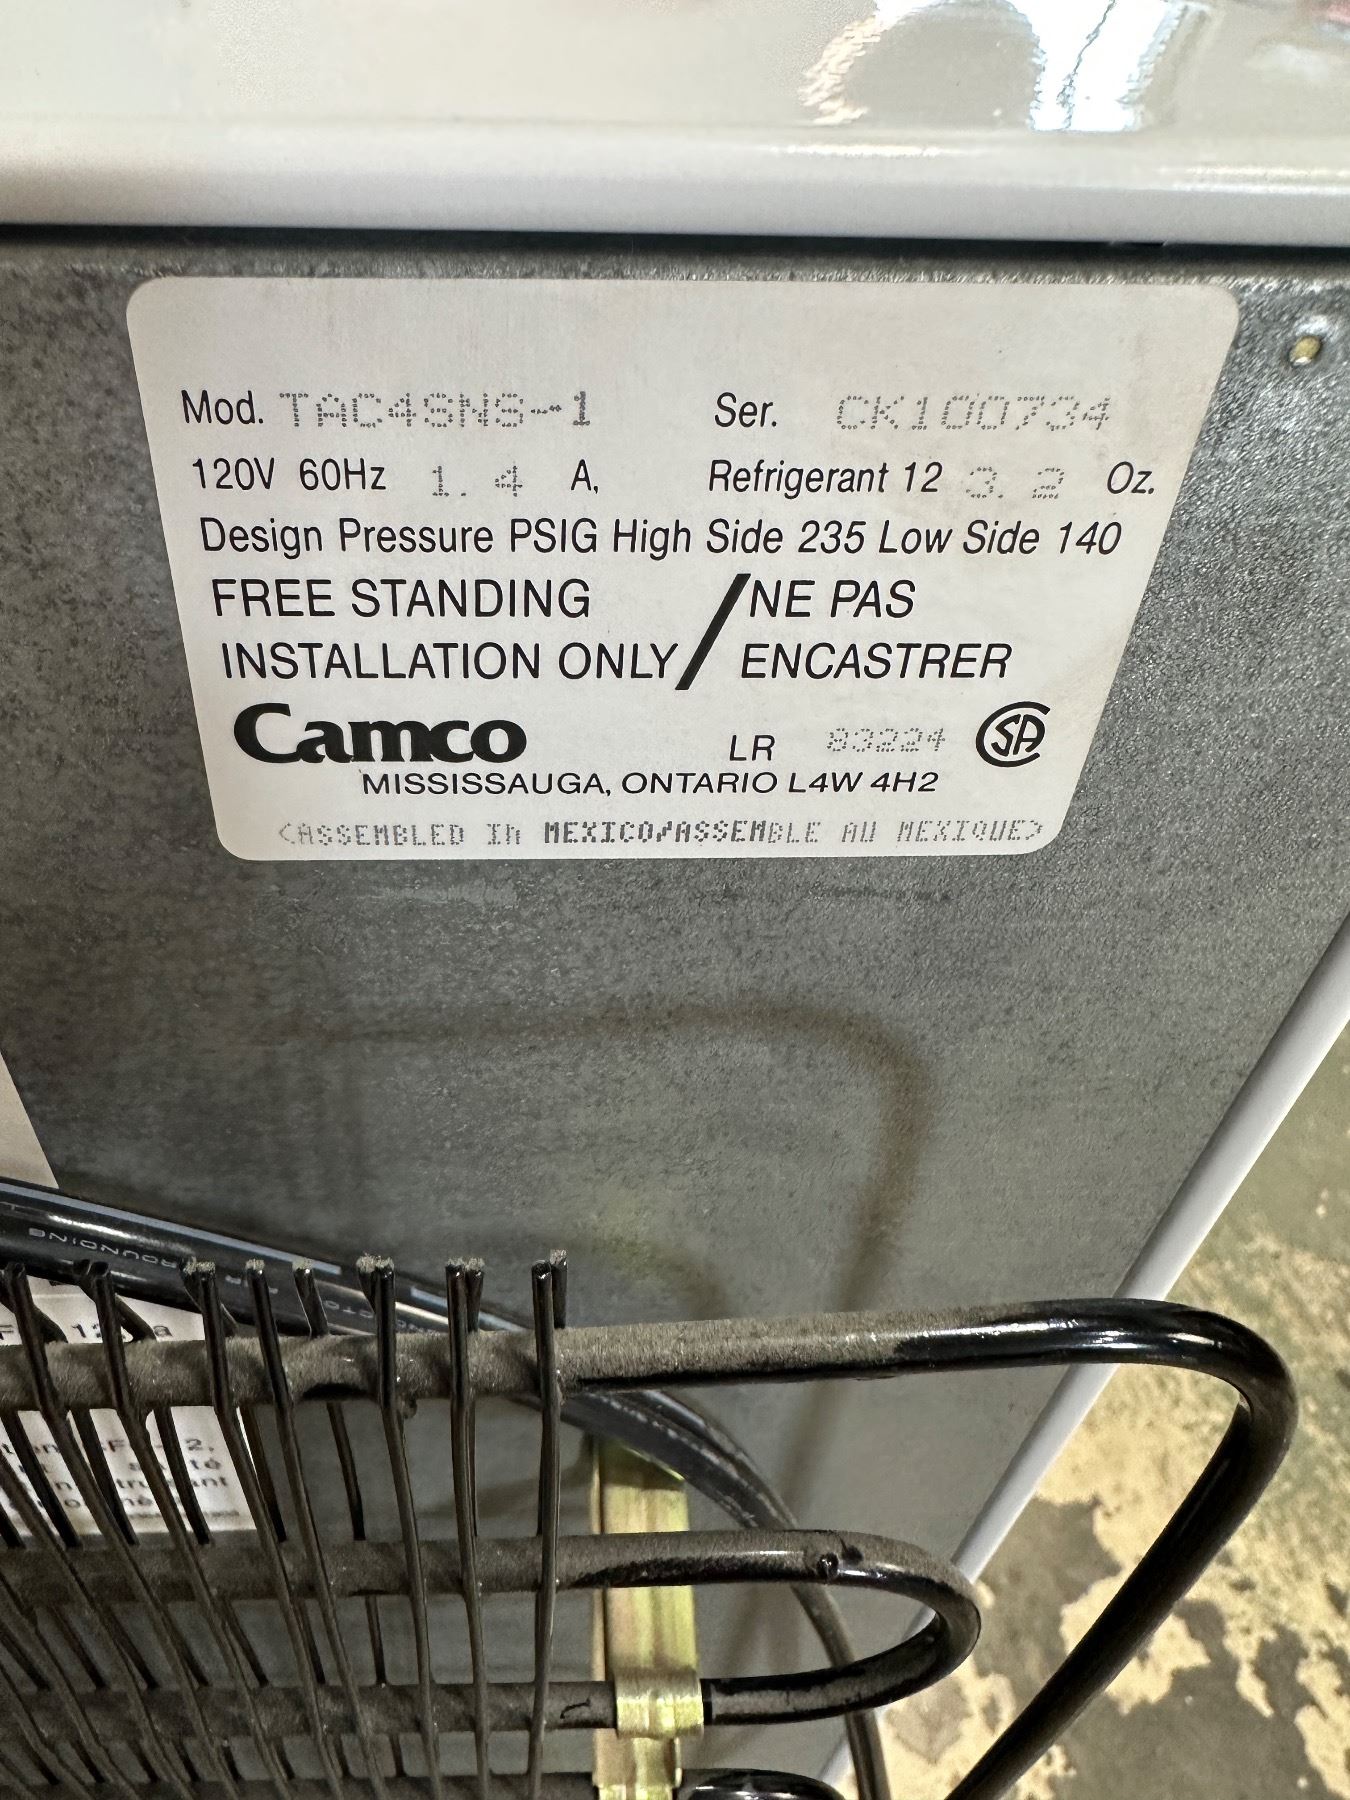 Mod. TAC4SNS-1 Ser. CK100734
120V 60Hz 1.4 A, Refrigerant 12 3.2 Oz.
Design Pressure PSIG High Side 235 Low Side 140
FREE STANDING / NE PAS
INSTALLATION ONLY ENCASTRER
Camco LR 83224 CSA
MISSISSAUGA, ONTARIO L4W 4H2
<ASSEMBLED IN MEXICO/ASSEMBLE AU MEXIQUE>
GROUNDING